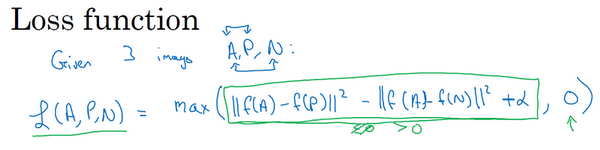 Loss function
Given 3 images A, P, N:
L(A,P,N) = max(||f(A)-f(P)||² - ||f(A)-f(N)||² + α, 0)
≤0 >0